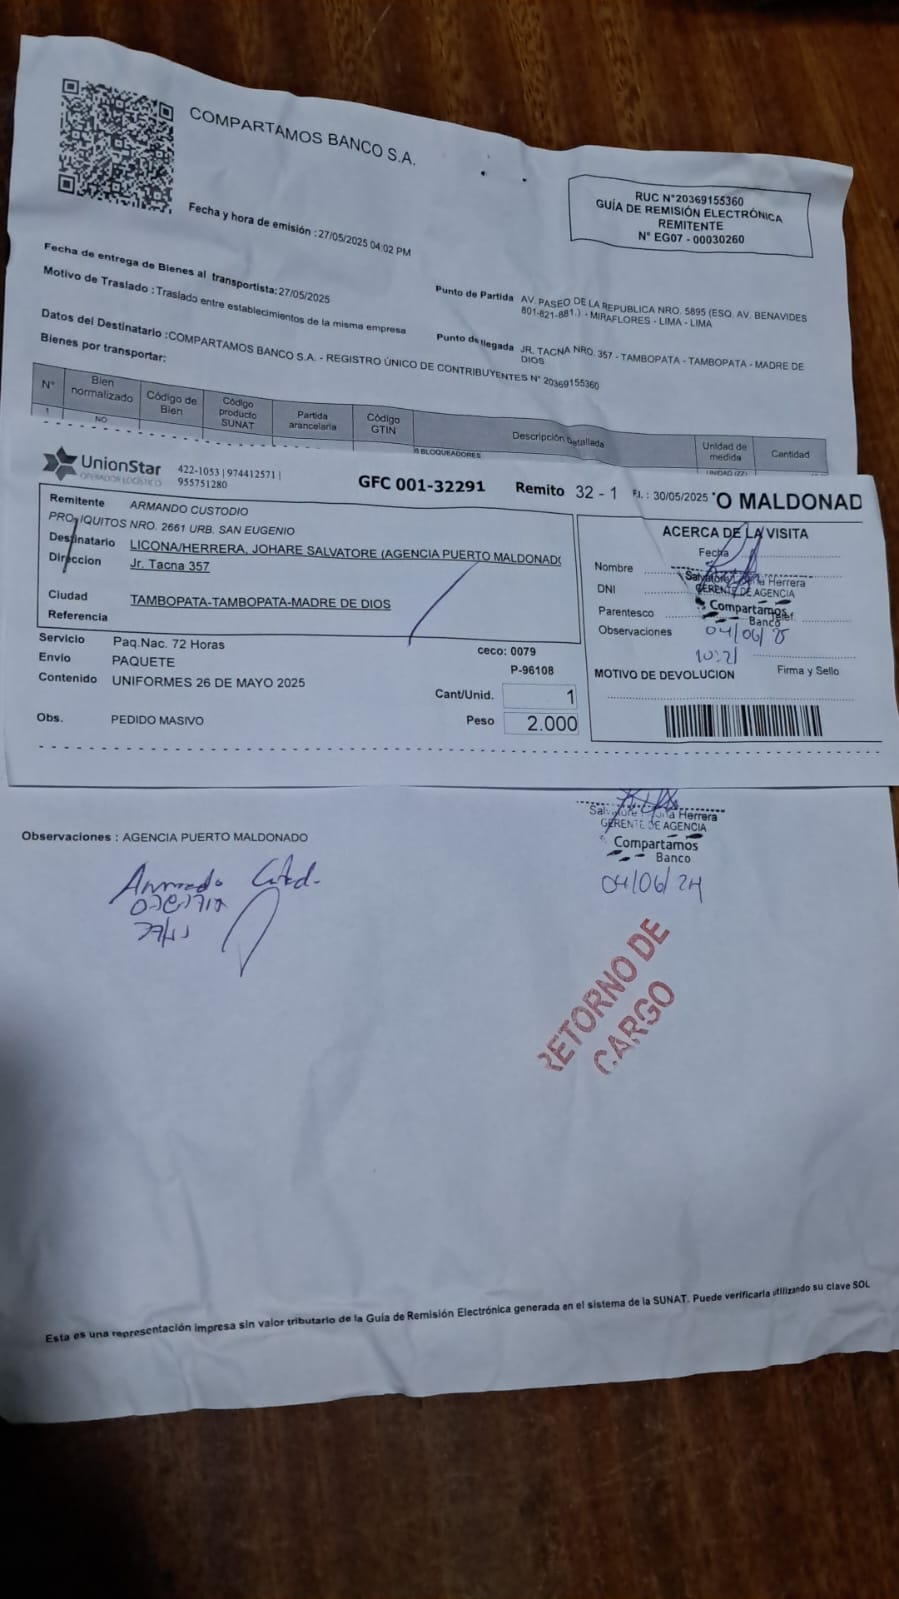 COMPARTAMOS BANCO S.A.
RUC N°20369155360
GUÍA DE REMISIÓN ELECTRÓNICA
REMITENTE
N° EG07 - 00030260
Fecha y hora de emisión : 27/05/2025 04:02 PM
Fecha de entrega de Bienes al transportista: 27/05/2025
Motivo de Traslado : Traslado entre establecimientos de la misma empresa
Punto de Partida AV. PASEO DE LA REPUBLICA NRO. 5895 (ESQ. AV. BENAVIDES
801-821-881.) - MIRAFLORES - LIMA - LIMA
Punto de llegada JR. TACNA NRO. 357 - TAMBOPATA - TAMBOPATA - MADRE DE
DIOS
Datos del Destinatario : COMPARTAMOS BANCO S.A. - REGISTRO ÚNICO DE CONTRIBUYENTES N° 20369155360
Bienes por transportar:
N° Bien normalizado Código de Bien Código producto SUNAT Partida arancelaria Código GTIN Descripción Detallada Unidad de medida Cantidad
1 NO BLOQUEADORES UNIDAD (ZZ)
UnionStar
OPERADOR LOGÍSTICO
422-1053 | 974412571 |
955751280
GFC 001-32291 Remito 32 - 1 F.I. : 30/05/2025 'O MALDONAD
Remitente ARMANDO CUSTODIO
PRO. IQUITOS NRO. 2661 URB. SAN EUGENIO
Destinatario LICONA/HERRERA, JOHARE SALVATORE (AGENCIA PUERTO MALDONAD(
Direccion Jr. Tacna 357
Ciudad TAMBOPATA-TAMBOPATA-MADRE DE DIOS
Referencia
Servicio Paq.Nac. 72 Horas
Envio PAQUETE
Contenido UNIFORMES 26 DE MAYO 2025
Obs. PEDIDO MASIVO
ceco: 0079
P-96108
Cant/Unid. 1
Peso 2.000
ACERCA DE LA VISITA
Fecha
Nombre
DNI
Parentesco
Observaciones
Herrera
GERENTE DE AGENCIA
Compartamos
Banco
04/06/25
10:21
MOTIVO DE DEVOLUCION Firma y Sello
Observaciones : AGENCIA PUERTO MALDONADO
Herrera
GERENTE DE AGENCIA
Compartamos
Banco
04/06/24
RETORNO DE
CARGO
Esta es una representación impresa sin valor tributario de la Guía de Remisión Electrónica generada en el sistema de la SUNAT. Puede verificarla utilizando su clave SOL